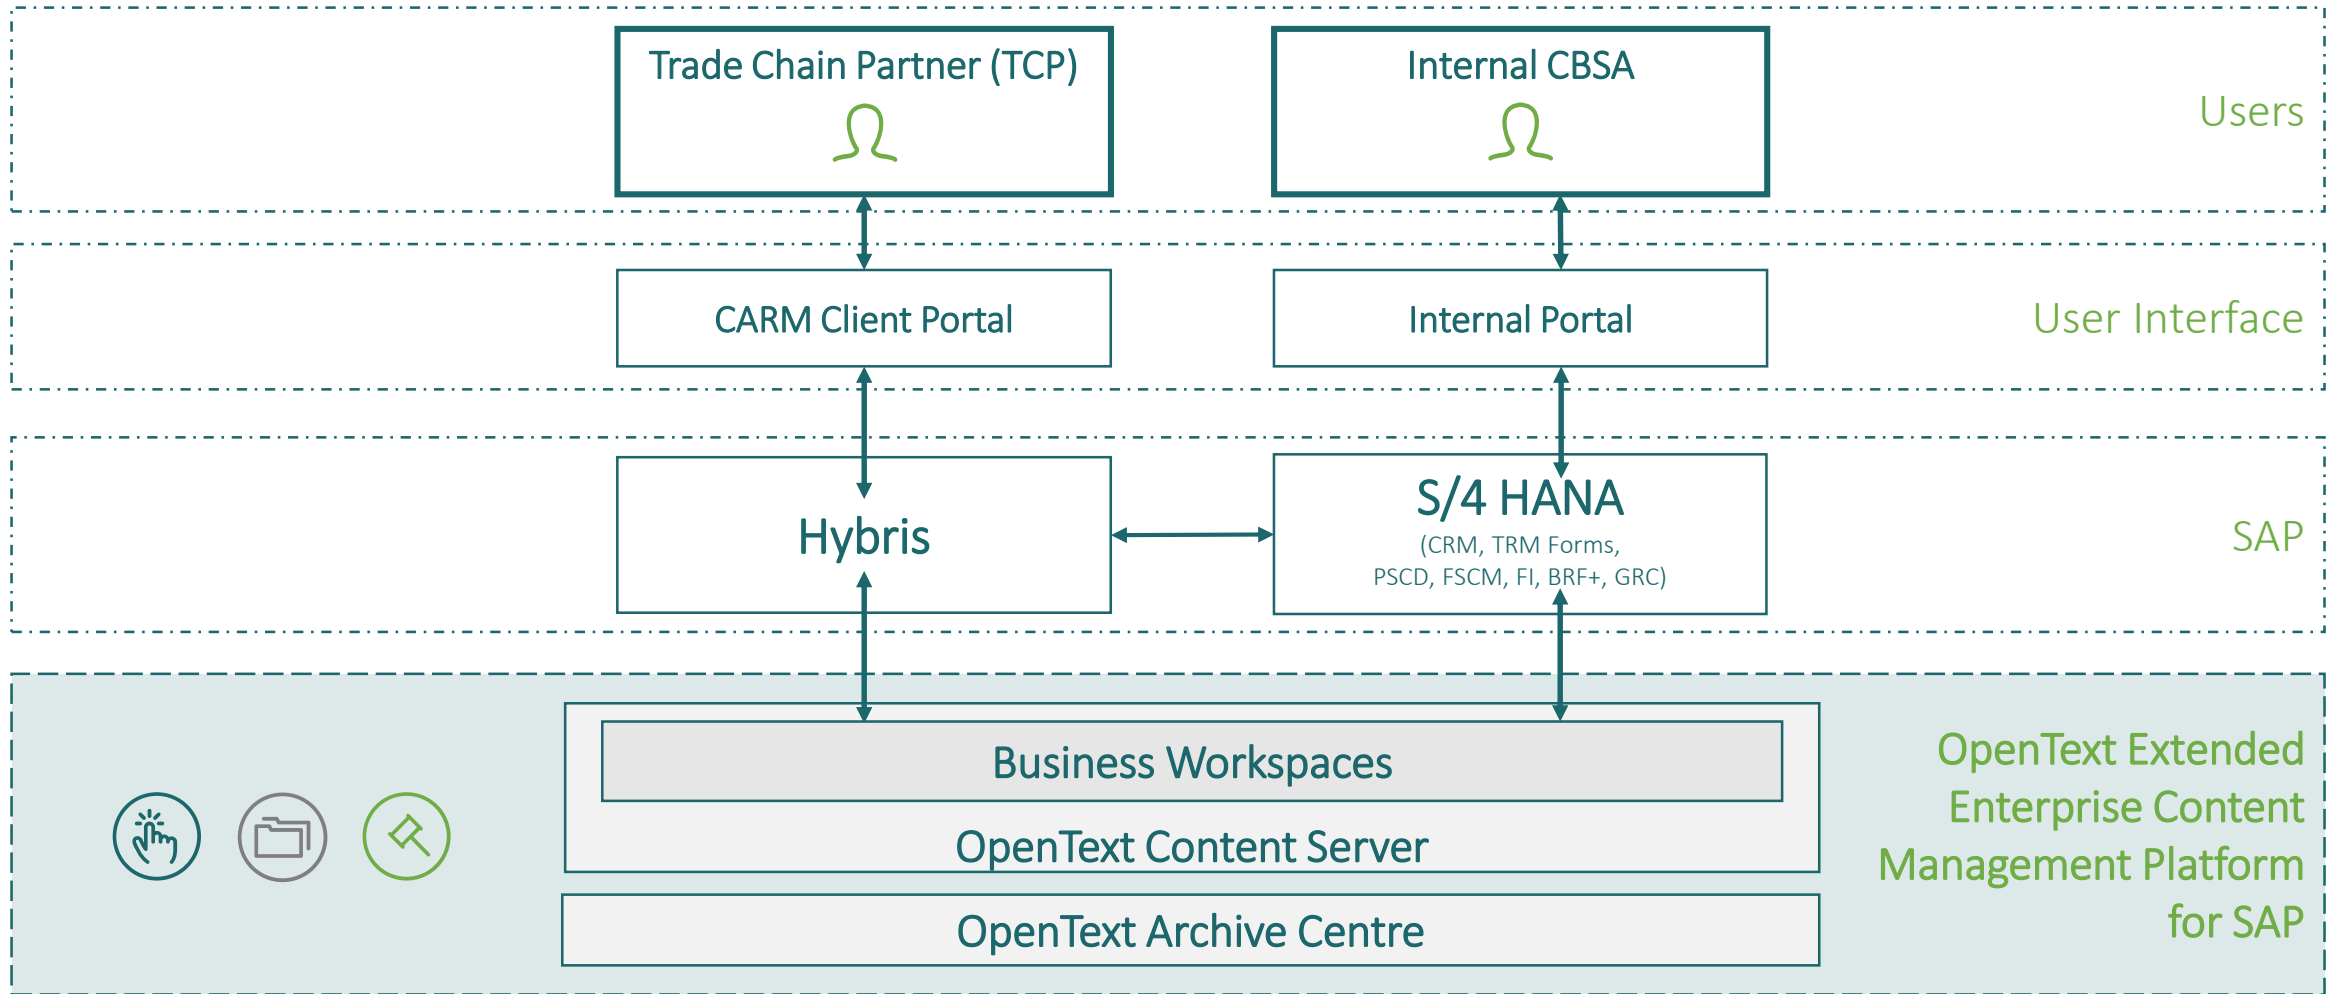 Trade Chain Partner (TCP)
Internal CBSA
Users
CARM Client Portal
Internal Portal
User Interface
Hybris
S/4 HANA
(CRM, TRM Forms,
PSCD, FSCM, FI, BRF+, GRC)
SAP
Business Workspaces
OpenText Content Server
OpenText Archive Centre
OpenText Extended
Enterprise Content
Management Platform
for SAP